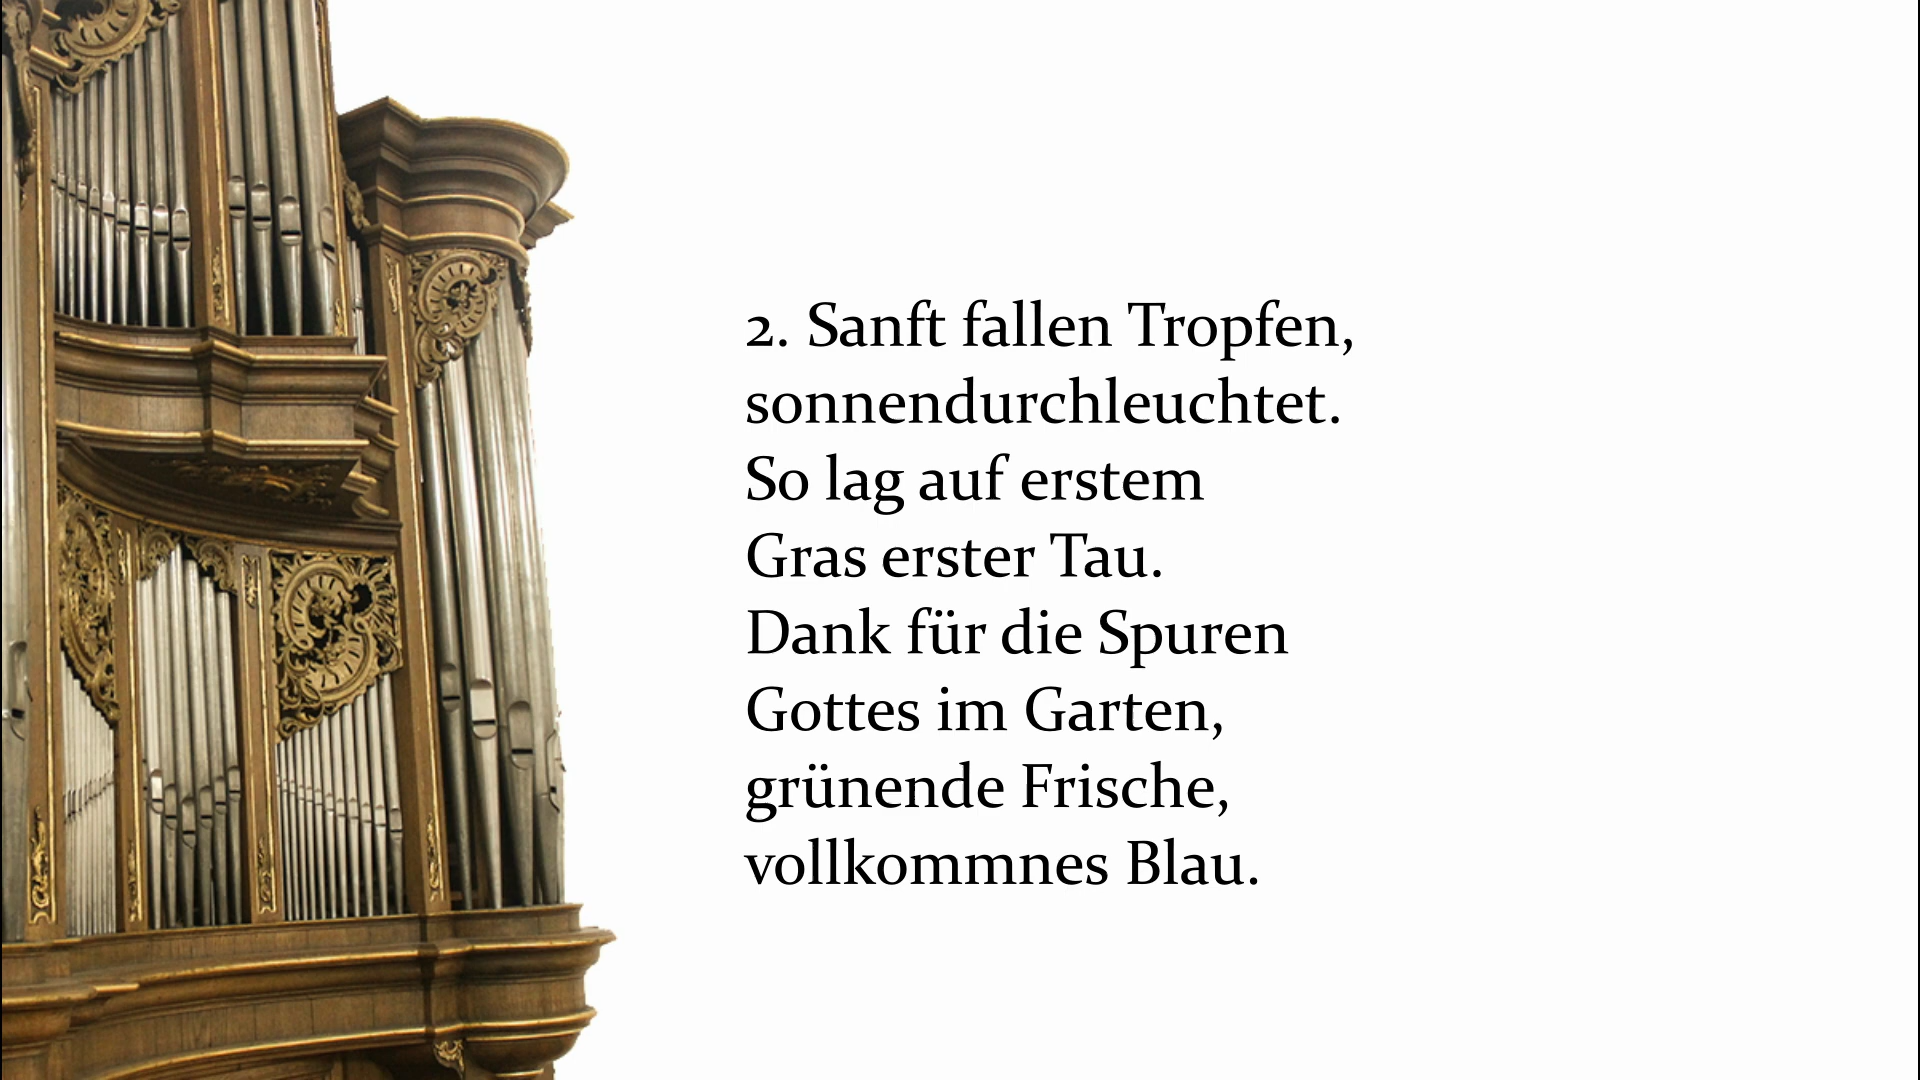 2. Sanft fallen Tropfen,
sonnendurchleuchtet.
So lag auf erstem
Gras erster Tau.
Dank für die Spuren
Gottes im Garten,
grünende Frische,
vollkommnes Blau.